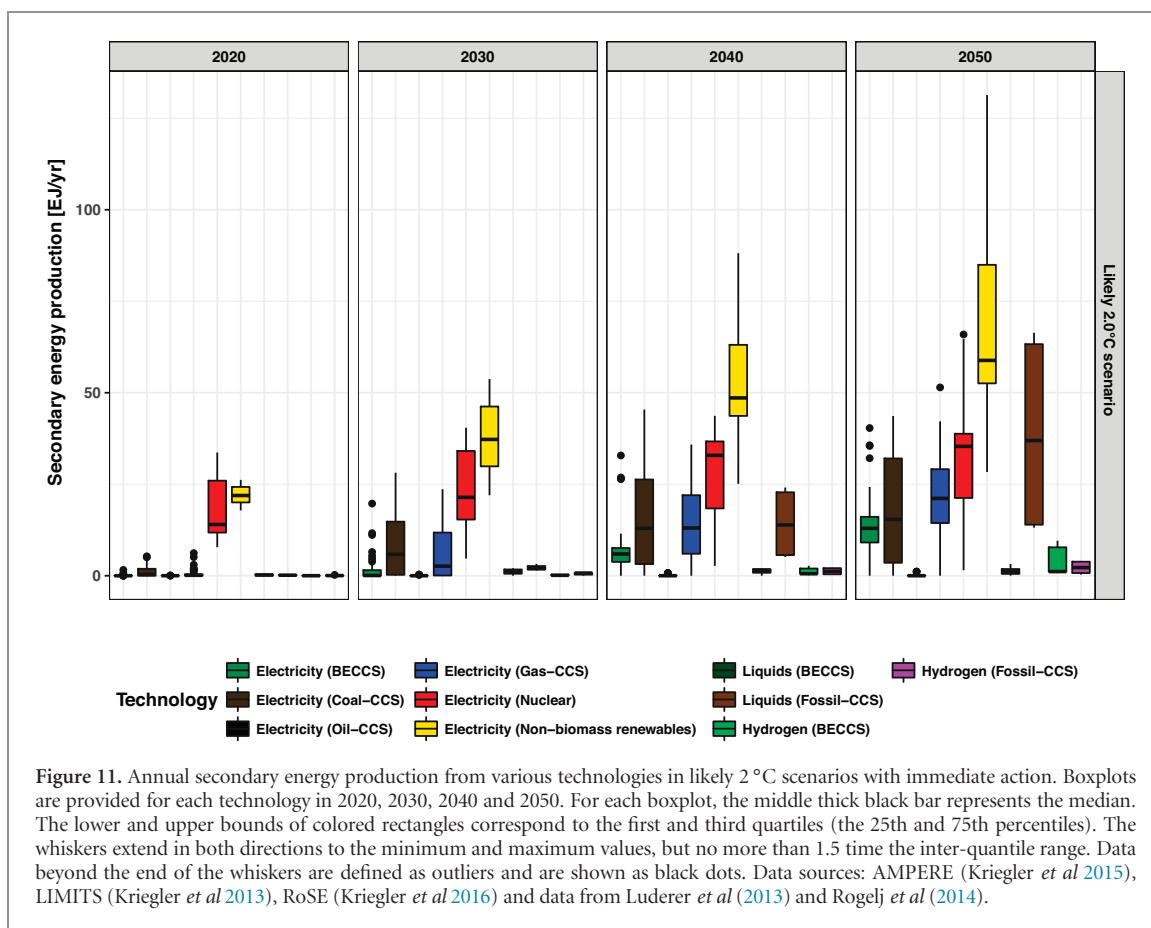 2020 2030 2040 2050
Secondary energy production [EJ/yr]
100
50
0
Likely 2.0°C scenario
Technology
Electricity (BECCS)
Electricity (Coal−CCS)
Electricity (Oil−CCS)
Electricity (Gas−CCS)
Electricity (Nuclear)
Electricity (Non−biomass renewables)
Liquids (BECCS)
Liquids (Fossil−CCS)
Hydrogen (BECCS)
Hydrogen (Fossil−CCS)
Figure 11. Annual secondary energy production from various technologies in likely 2 °C scenarios with immediate action. Boxplots
are provided for each technology in 2020, 2030, 2040 and 2050. For each boxplot, the middle thick black bar represents the median.
The lower and upper bounds of colored rectangles correspond to the first and third quartiles (the 25th and 75th percentiles). The
whiskers extend in both directions to the minimum and maximum values, but no more than 1.5 time the inter-quantile range. Data
beyond the end of the whiskers are defined as outliers and are shown as black dots. Data sources: AMPERE (Kriegler et al 2015),
LIMITS (Kriegler et al 2013), RoSE (Kriegler et al 2016) and data from Luderer et al (2013) and Rogelj et al (2014).